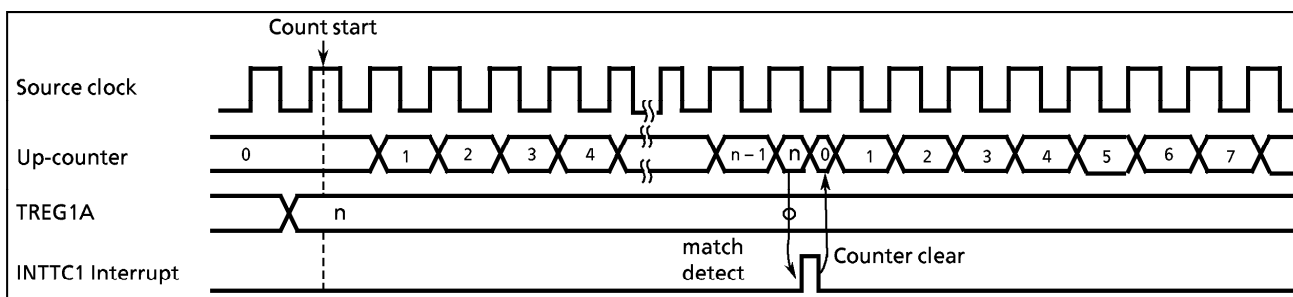 Count start
Source clock
Up-counter 0 1 2 3 4 n – 1 n 0 1 2 3 4 5 6 7
TREG1A n
match
detect
Counter clear
INTTC1 Interrupt